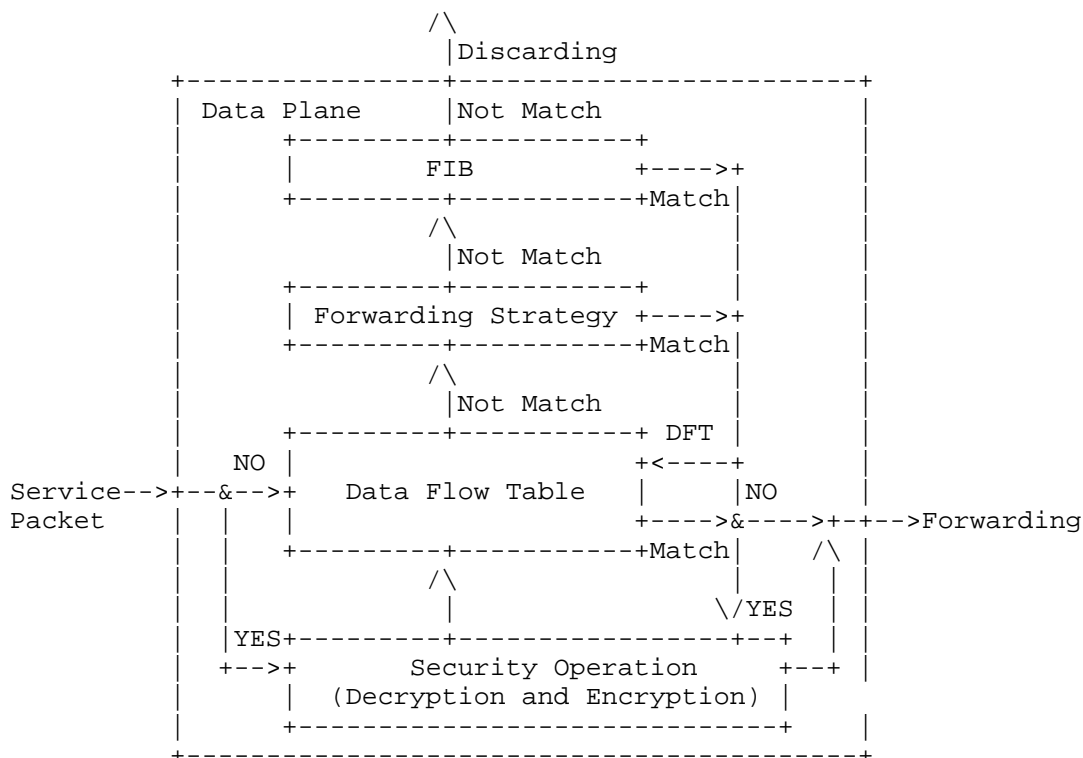 Discarding
Data Plane Not Match
FIB
Match
Not Match
Forwarding Strategy
Match
Not Match
DFT
NO
Service--> & Data Flow Table NO
Packet & Forwarding
Match
YES
YES
Security Operation
(Decryption and Encryption)